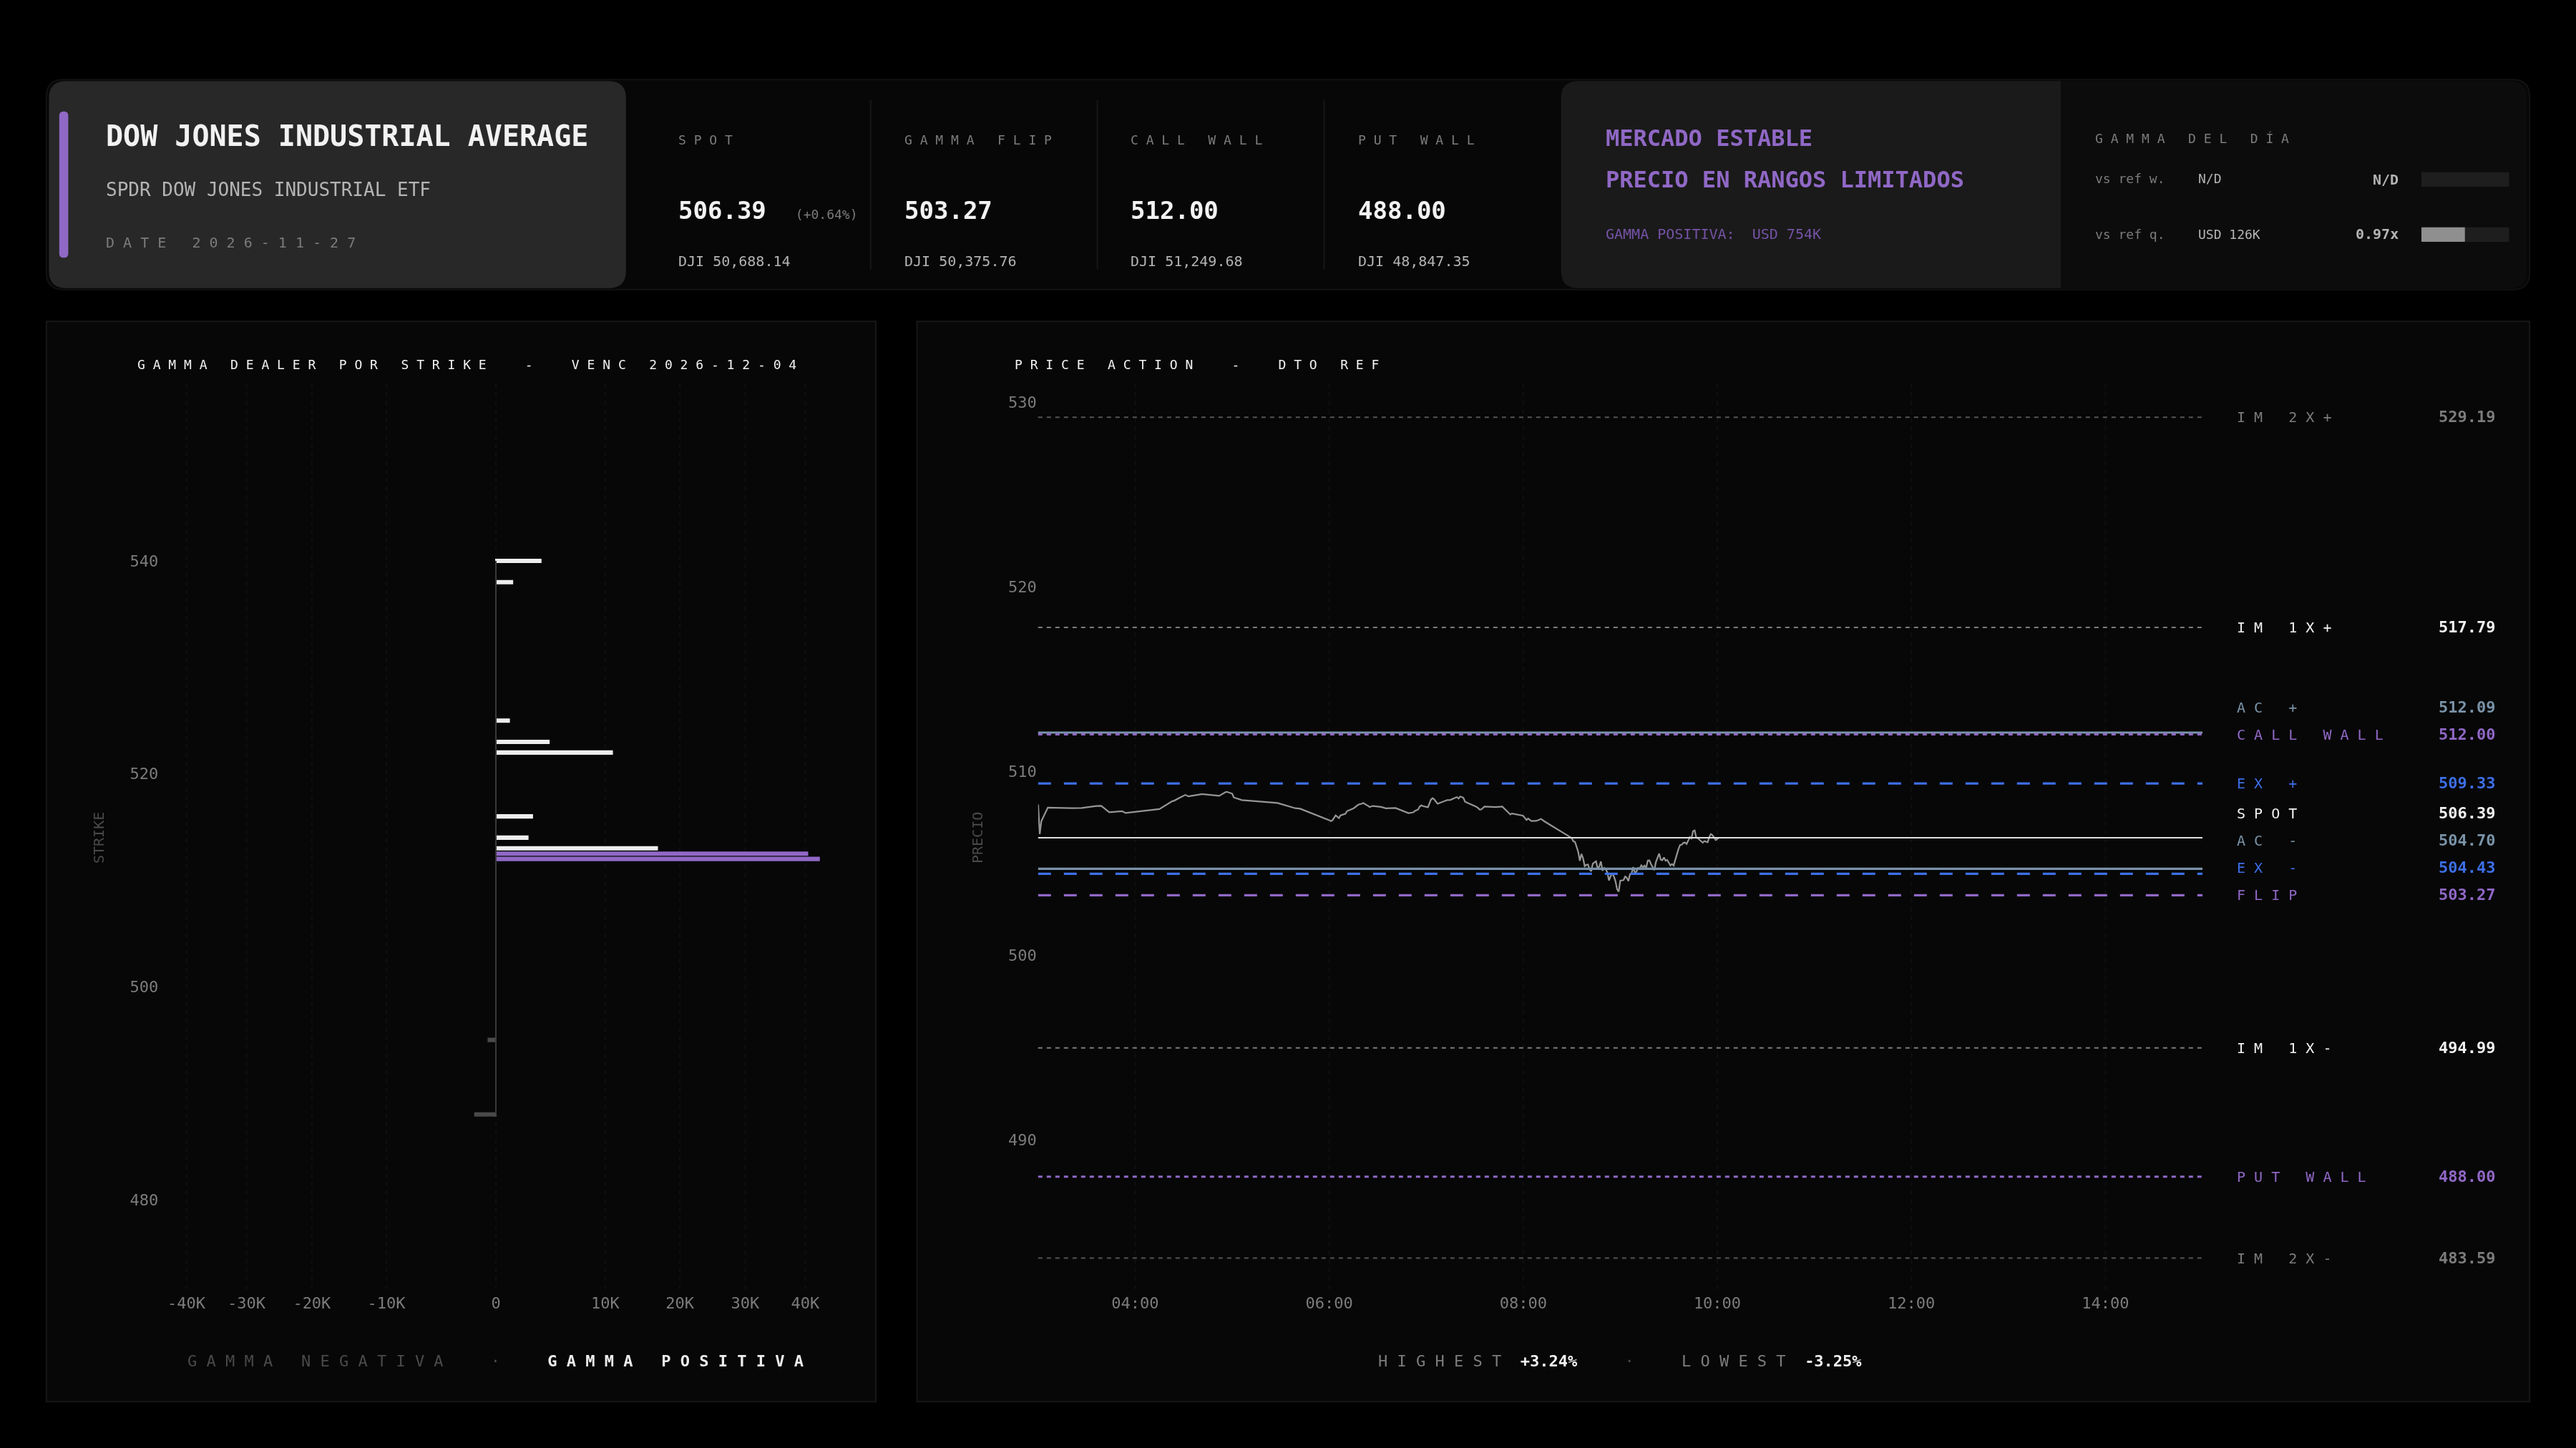 DOW JONES INDUSTRIAL AVERAGE
SPDR DOW JONES INDUSTRIAL ETF
DATE 2026-11-27
SPOT
506.39 (+0.64%)
DJI 50,688.14
GAMMA FLIP
503.27
DJI 50,375.76
CALL WALL
512.00
DJI 51,249.68
PUT WALL
488.00
DJI 48,847.35
MERCADO ESTABLE
PRECIO EN RANGOS LIMITADOS
GAMMA POSITIVA: USD 754K
GAMMA DEL DÍA
vs ref w. N/D N/D
vs ref q. USD 126K 0.97x
GAMMA DEALER POR STRIKE - VENC 2026-12-04
STRIKE
540
520
500
480
-40K -30K -20K -10K 0 10K 20K 30K 40K
GAMMA NEGATIVA · GAMMA POSITIVA
PRICE ACTION - DTO REF
PRECIO
530
520
510
500
490
IM 2X+ 529.19
IM 1X+ 517.79
AC + 512.09
CALL WALL 512.00
EX + 509.33
SPOT 506.39
AC - 504.70
EX - 504.43
FLIP 503.27
IM 1X- 494.99
PUT WALL 488.00
IM 2X- 483.59
04:00 06:00 08:00 10:00 12:00 14:00
HIGHEST +3.24% · LOWEST -3.25%